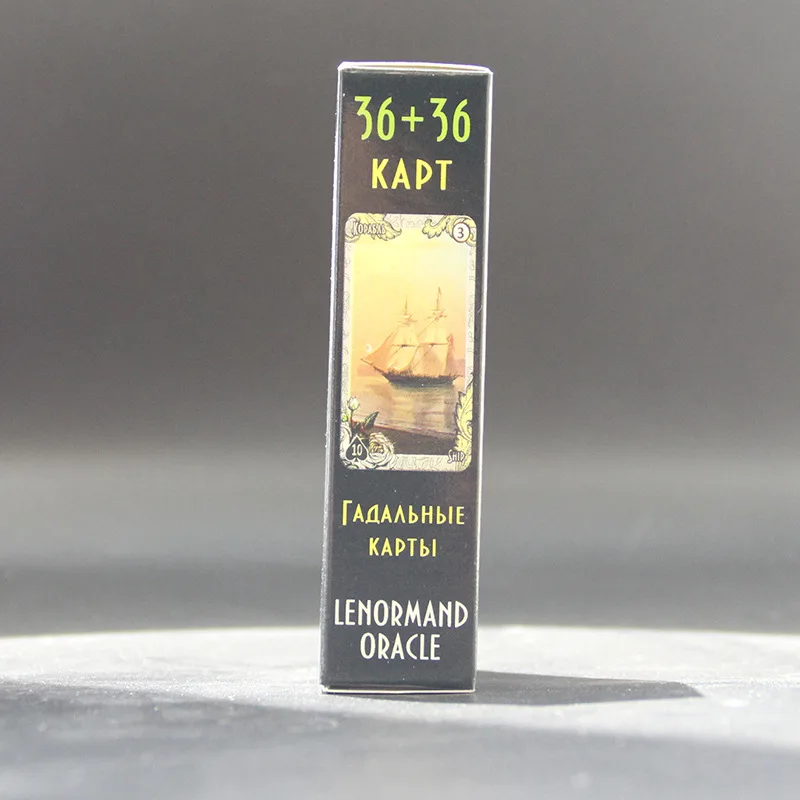 36+36
КАРТ
КОРАБЛЬ
3
10
SHIP
ГАДАЛЬНЫЕ
КАРТЫ
LENORMAND
ORACLE